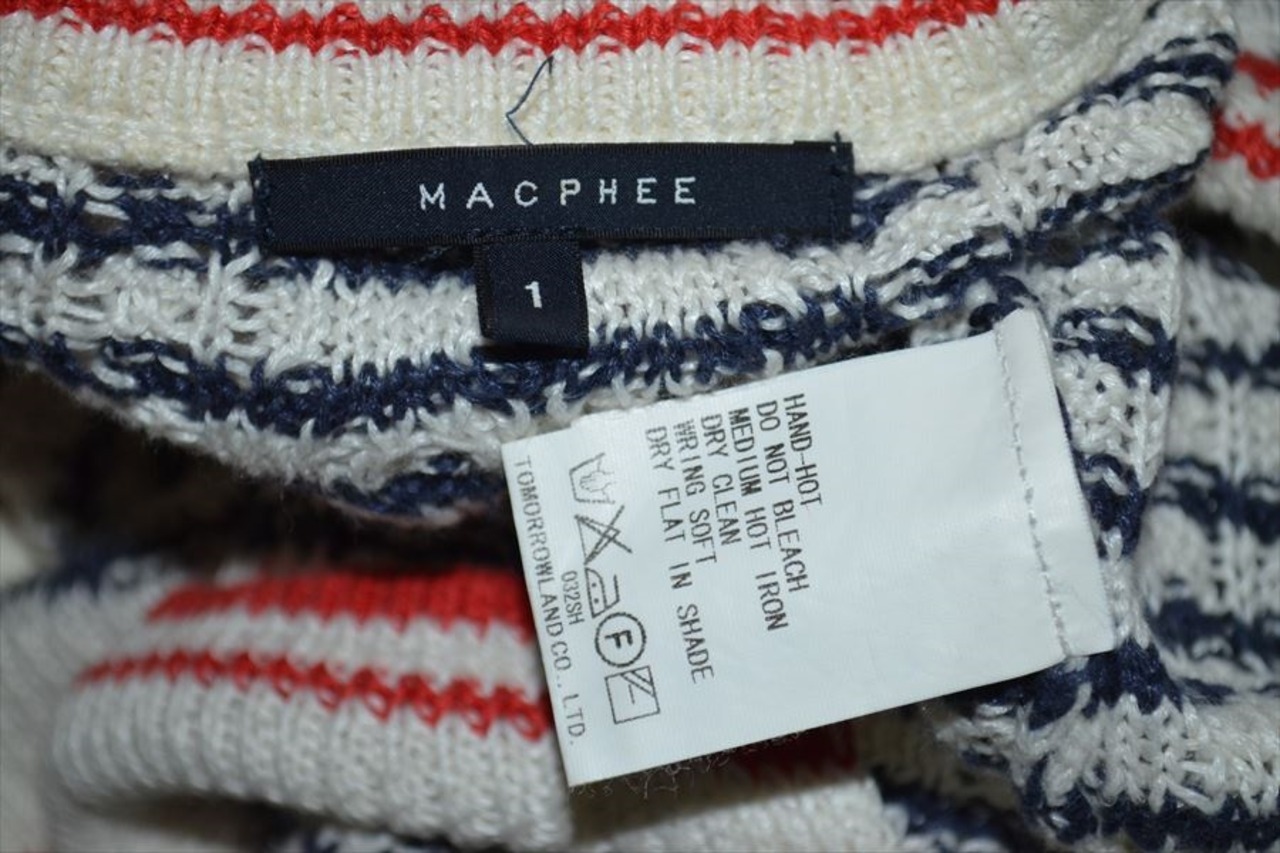 MACPHEE
1
HAND-HOT
DO NOT BLEACH
MEDIUM HOT IRON
DRY CLEAN
WRING SOFT
DRY FLAT IN SHADE
F
032SH
TOMORROWLAND CO., LTD.